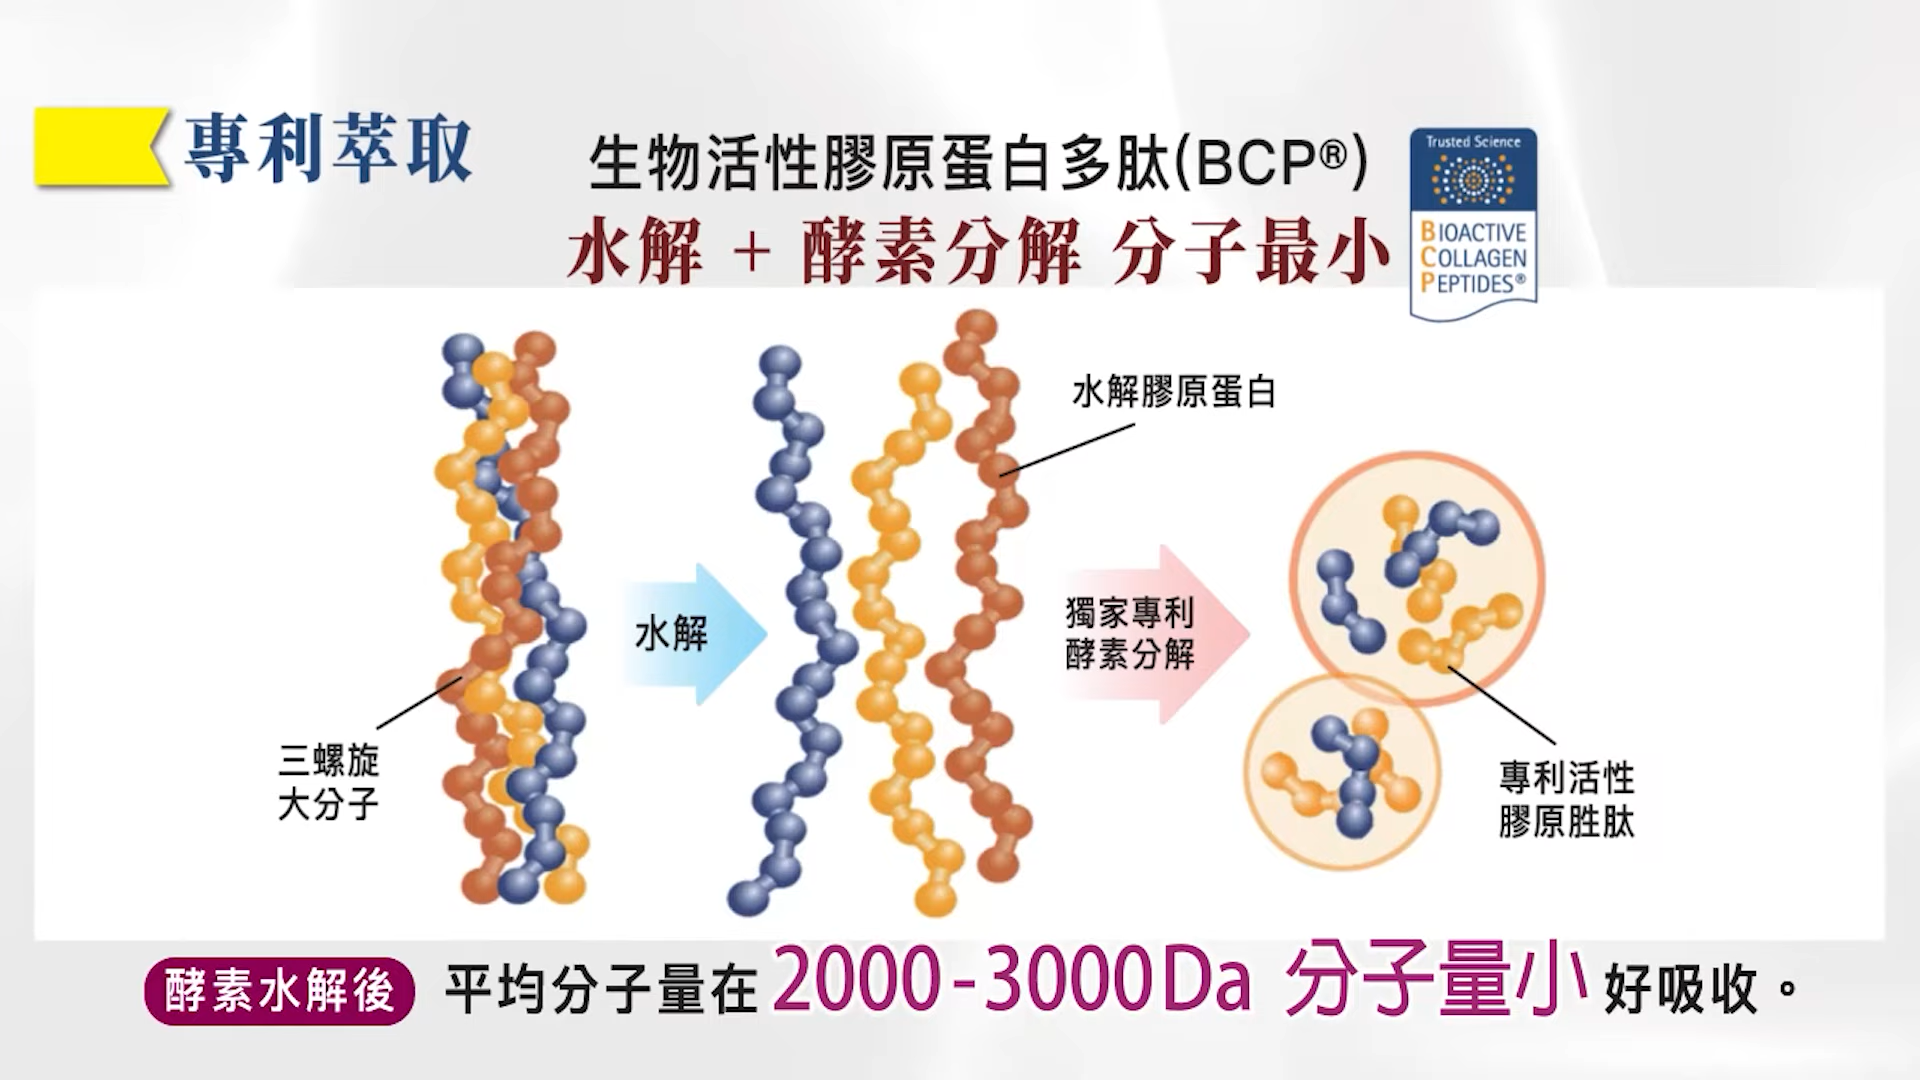 專利萃取
生物活性膠原蛋白多肽(BCP®)
水解 + 酵素分解 分子最小
Trusted Science
BIOACTIVE
COLLAGEN
PEPTIDES®
水解膠原蛋白
水解
獨家專利
酵素分解
三螺旋
大分子
專利活性
膠原胜肽
酵素水解後 平均分子量在 2000-3000Da 分子量小 好吸收。